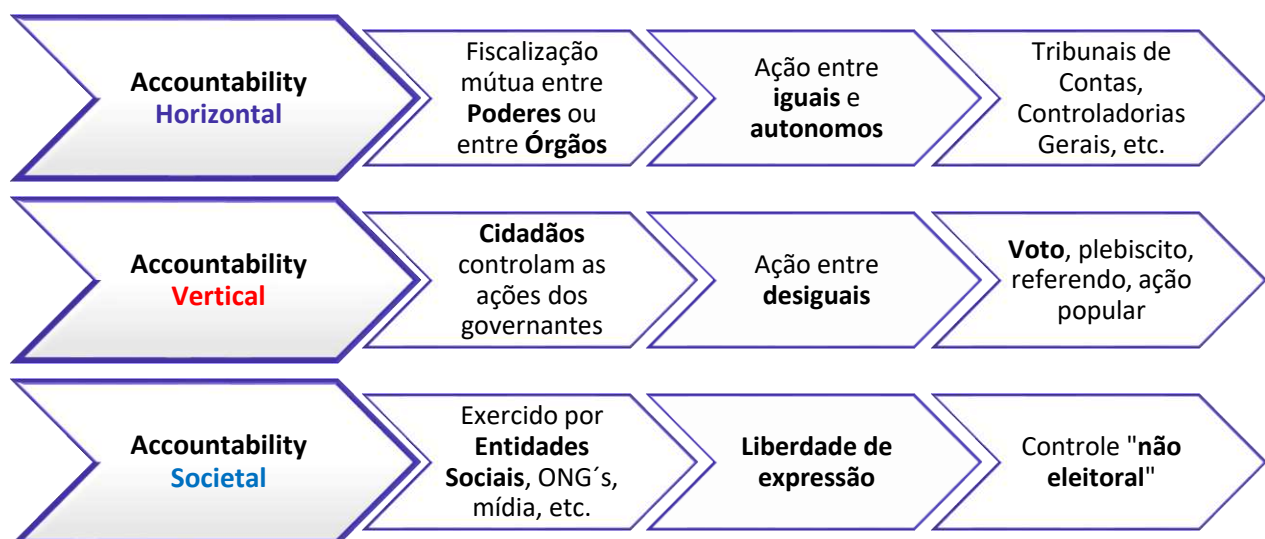 Accountability
Horizontal
Fiscalização
mútua entre
Poderes ou
entre Órgãos
Ação entre
iguais e
autonomos
Tribunais de
Contas,
Controladorias
Gerais, etc.
Accountability
Vertical
Cidadãos
controlam as
ações dos
governantes
Ação entre
desiguais
Voto, plebiscito,
referendo, ação
popular
Accountability
Societal
Exercido por
Entidades
Sociais, ONG´s,
mídia, etc.
Liberdade de
expressão
Controle "não
eleitoral"